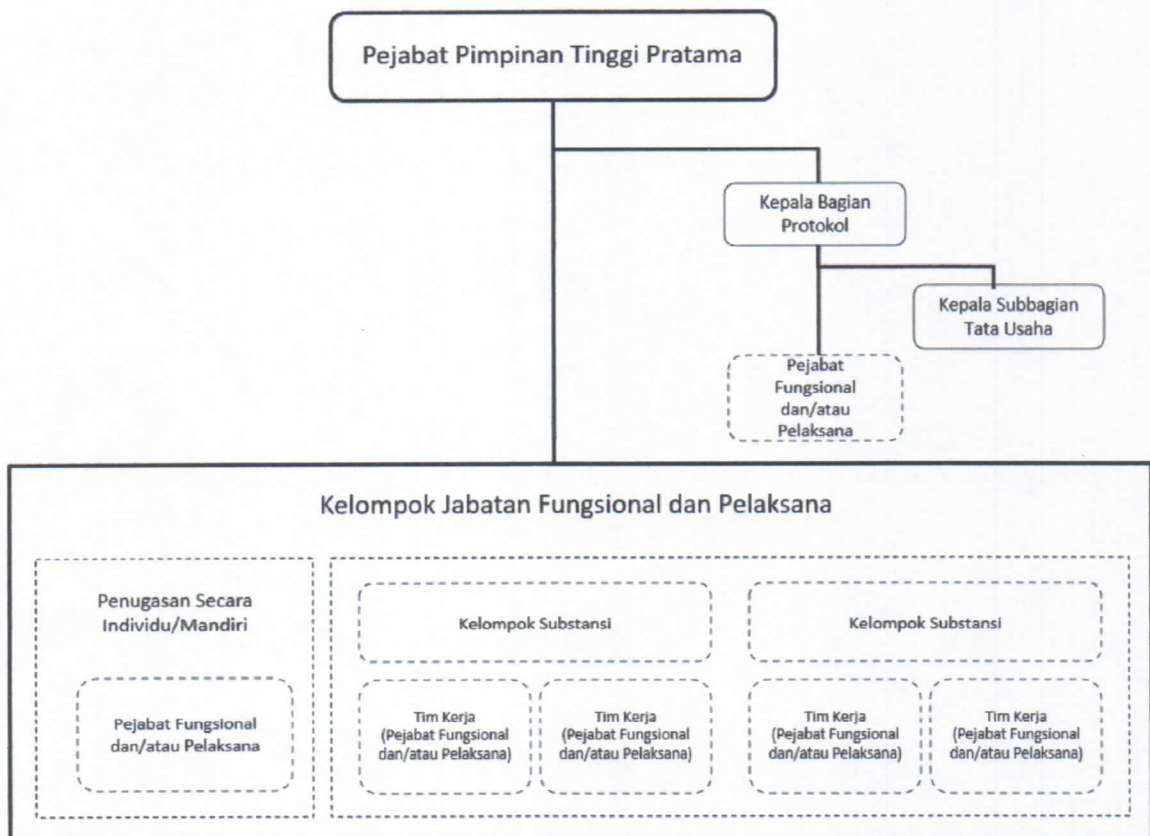 Pejabat Pimpinan Tinggi Pratama
Kepala Bagian
Protokol
Kepala Subbagian
Tata Usaha
Pejabat
Fungsional
dan/atau
Pelaksana
Kelompok Jabatan Fungsional dan Pelaksana
Penugasan Secara
Individu/Mandiri
Pejabat Fungsional
dan/atau Pelaksana
Kelompok Substansi
Tim Kerja
(Pejabat Fungsional
dan/atau Pelaksana)
Tim Kerja
(Pejabat Fungsional
dan/atau Pelaksana)
Kelompok Substansi
Tim Kerja
(Pejabat Fungsional
dan/atau Pelaksana)
Tim Kerja
(Pejabat Fungsional
dan/atau Pelaksana)